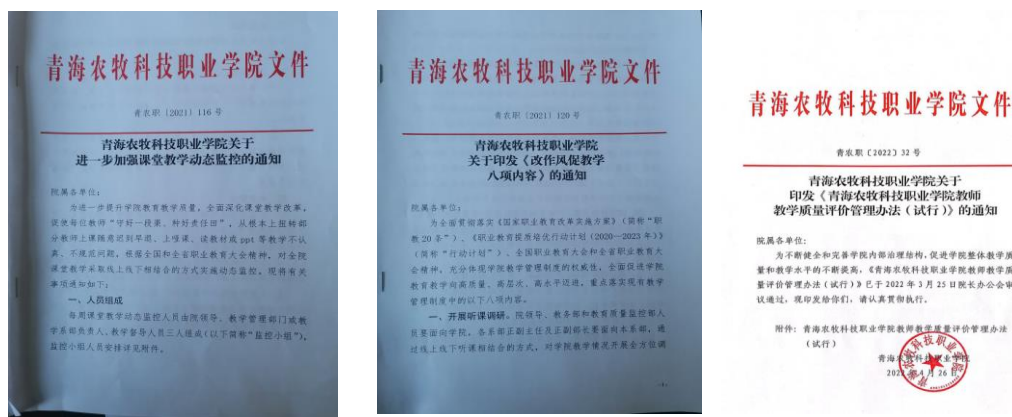 青海农牧科技职业学院文件
青农职〔2021〕116号
青海农牧科技职业学院关于
进一步加强课堂教学动态监控的通知
院属各单位：
为进一步提升学院教育教学质量，全面深化课堂教学改革，
促使每位教师“守好一段渠、种好责任田”，从根本上扭转部
分教师上课随意迟到早退、上喧课、读教材或ppt等教学不认
真、不规范问题，根据全国和全省职业教育大会精神，对全院
课堂教学采取线上线下相结合的方式实施动态监控，现将有关
事项通知如下：
一、人员组成
每周课堂教学动态监控人员由院领导、教学管理部门或教
学系部负责人、教学督导人员三人组成（以下简称“监控小组”），
监控小组人员安排详见附件。
青海农牧科技职业学院文件
青农职〔2021〕120号
青海农牧科技职业学院
关于印发《改作风促教学
八项内容》的通知
院属各单位：
为全面贯彻落实《国家职业教育改革实施方案》（简称“职
教20条”）、《职业教育提质培优行动计划（2020—2023年）》
（简称“行动计划”）、全国职业教育大会和全省职业教育大
会精神，充分体现学院教学管理制度的权威性，全面促进学院
教育教学向高质量、高层次、高水平迈进，重点落实现有教学
管理制度中的以下八项内容。
一、开展听课调研。院领导、教务部和教育质量监控部人
员要面向学院，各系部正副主任及正副部长要面向本系部，通
过线上线下听课相结合的方式，对学院教学情况开展全方位调
青海农牧科技职业学院文件
青农职〔2022〕32号
青海农牧科技职业学院关于
印发《青海农牧科技职业学院教师
教学质量评价管理办法（试行）》的通知
院属各单位：
为不断健全和完善学院内部治理结构，促进学院整体教学质
量和教学水平的不断提高，《青海农牧科技职业学院教师教学质
量评价管理办法（试行）》已于2022年3月25日院长办公会审
议通过，现印发给你们，请认真贯彻执行。
附件：青海农牧科技职业学院教师教学质量评价管理办法
（试行）
青海农牧科技职业学院
2022年4月26日